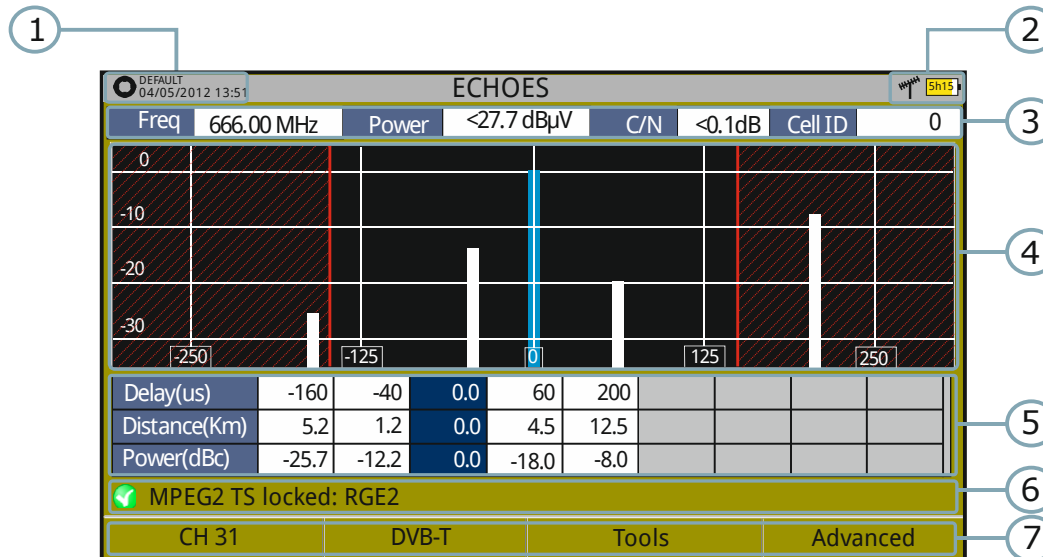 1
2
DEFAULT
04/05/2012 13:51
ECHOES
5h15
Freq 666.00 MHz Power <27.7 dBµV C/N <0.1dB Cell ID 0
3
0
-10
-20
-30
4
-250 -125 0 125 250
Delay(us) -160 -40 0.0 60 200
Distance(Km) 5.2 1.2 0.0 4.5 12.5
Power(dBc) -25.7 -12.2 0.0 -18.0 -8.0
5
MPEG2 TS locked: RGE2
6
CH 31 DVB-T Tools Advanced
7